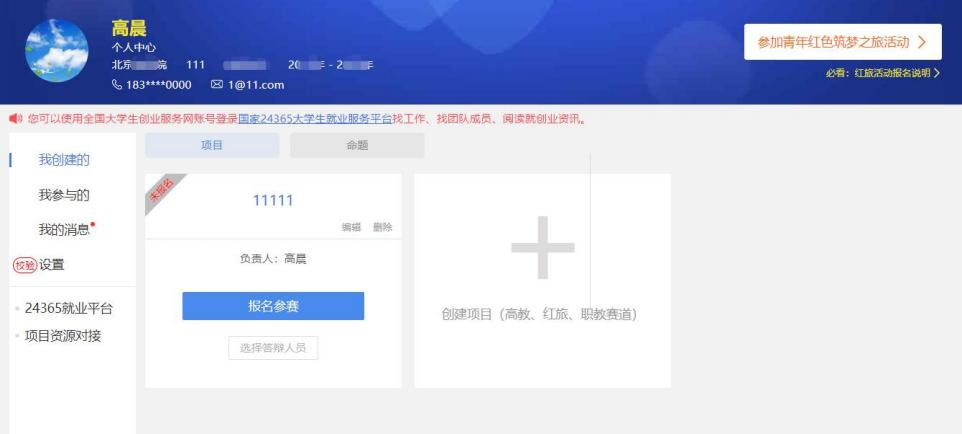 高晨
个人中心
北京 院 111 20 年 - 2 年
183****0000 1@11.com
参加青年红色筑梦之旅活动 >
必看：红旅活动报名说明 >
您可以使用全国大学生创业服务网账号登录国家24365大学生就业服务平台找工作、找团队成员、阅读就创业资讯。
我创建的
我参与的
我的消息
校验 设置
24365就业平台
项目资源对接
项目 命题
未报名
11111
编辑 删除
负责人：高晨
报名参赛
选择答辩人员
创建项目（高教、红旅、职教赛道）